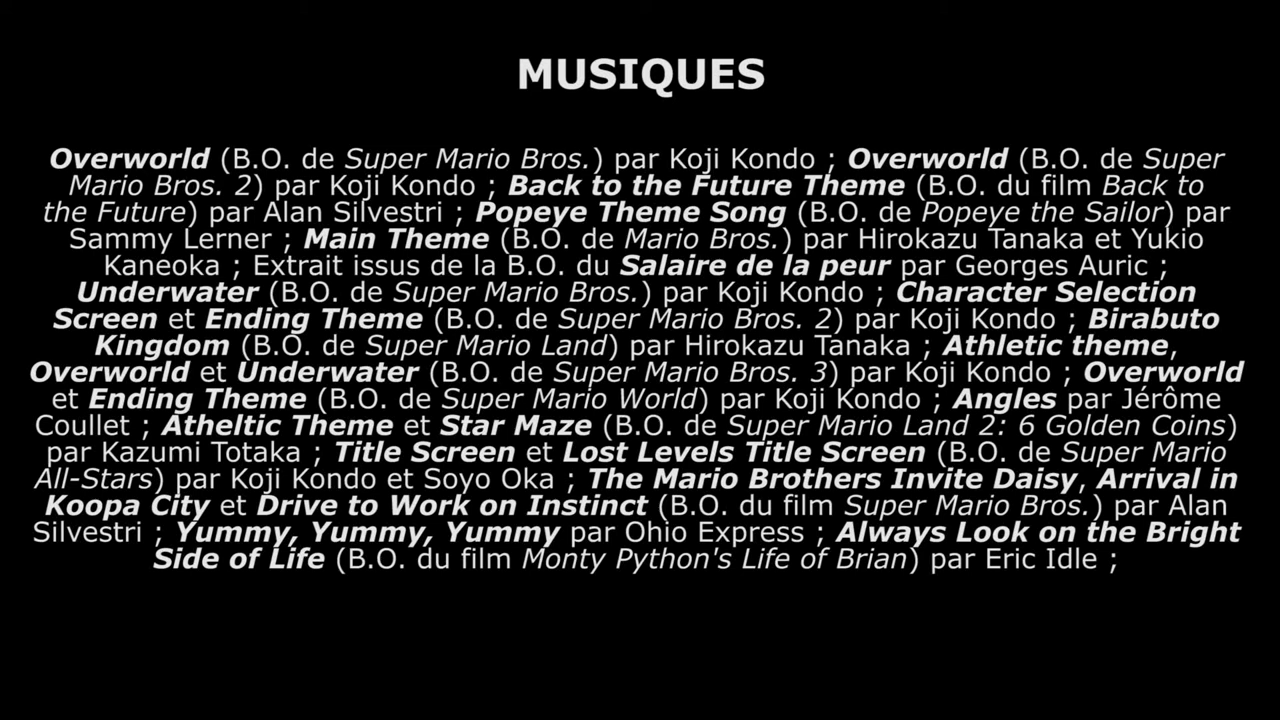 MUSIQUES
Overworld (B.O. de Super Mario Bros.) par Koji Kondo ; Overworld (B.O. de Super
Mario Bros. 2) par Koji Kondo ; Back to the Future Theme (B.O. du film Back to
the Future) par Alan Silvestri ; Popeye Theme Song (B.O. de Popeye the Sailor) par
Sammy Lerner ; Main Theme (B.O. de Mario Bros.) par Hirokazu Tanaka et Yukio
Kaneoka ; Extrait issus de la B.O. du Salaire de la peur par Georges Auric ;
Underwater (B.O. de Super Mario Bros.) par Koji Kondo ; Character Selection
Screen et Ending Theme (B.O. de Super Mario Bros. 2) par Koji Kondo ; Birabuto
Kingdom (B.O. de Super Mario Land) par Hirokazu Tanaka ; Athletic theme,
Overworld et Underwater (B.O. de Super Mario Bros. 3) par Koji Kondo ; Overworld
et Ending Theme (B.O. de Super Mario World) par Koji Kondo ; Angles par Jérôme
Coullet ; Atheltic Theme et Star Maze (B.O. de Super Mario Land 2: 6 Golden Coins)
par Kazumi Totaka ; Title Screen et Lost Levels Title Screen (B.O. de Super Mario
All-Stars) par Koji Kondo et Soyo Oka ; The Mario Brothers Invite Daisy, Arrival in
Koopa City et Drive to Work on Instinct (B.O. du film Super Mario Bros.) par Alan
Silvestri ; Yummy, Yummy, Yummy par Ohio Express ; Always Look on the Bright
Side of Life (B.O. du film Monty Python's Life of Brian) par Eric Idle ;